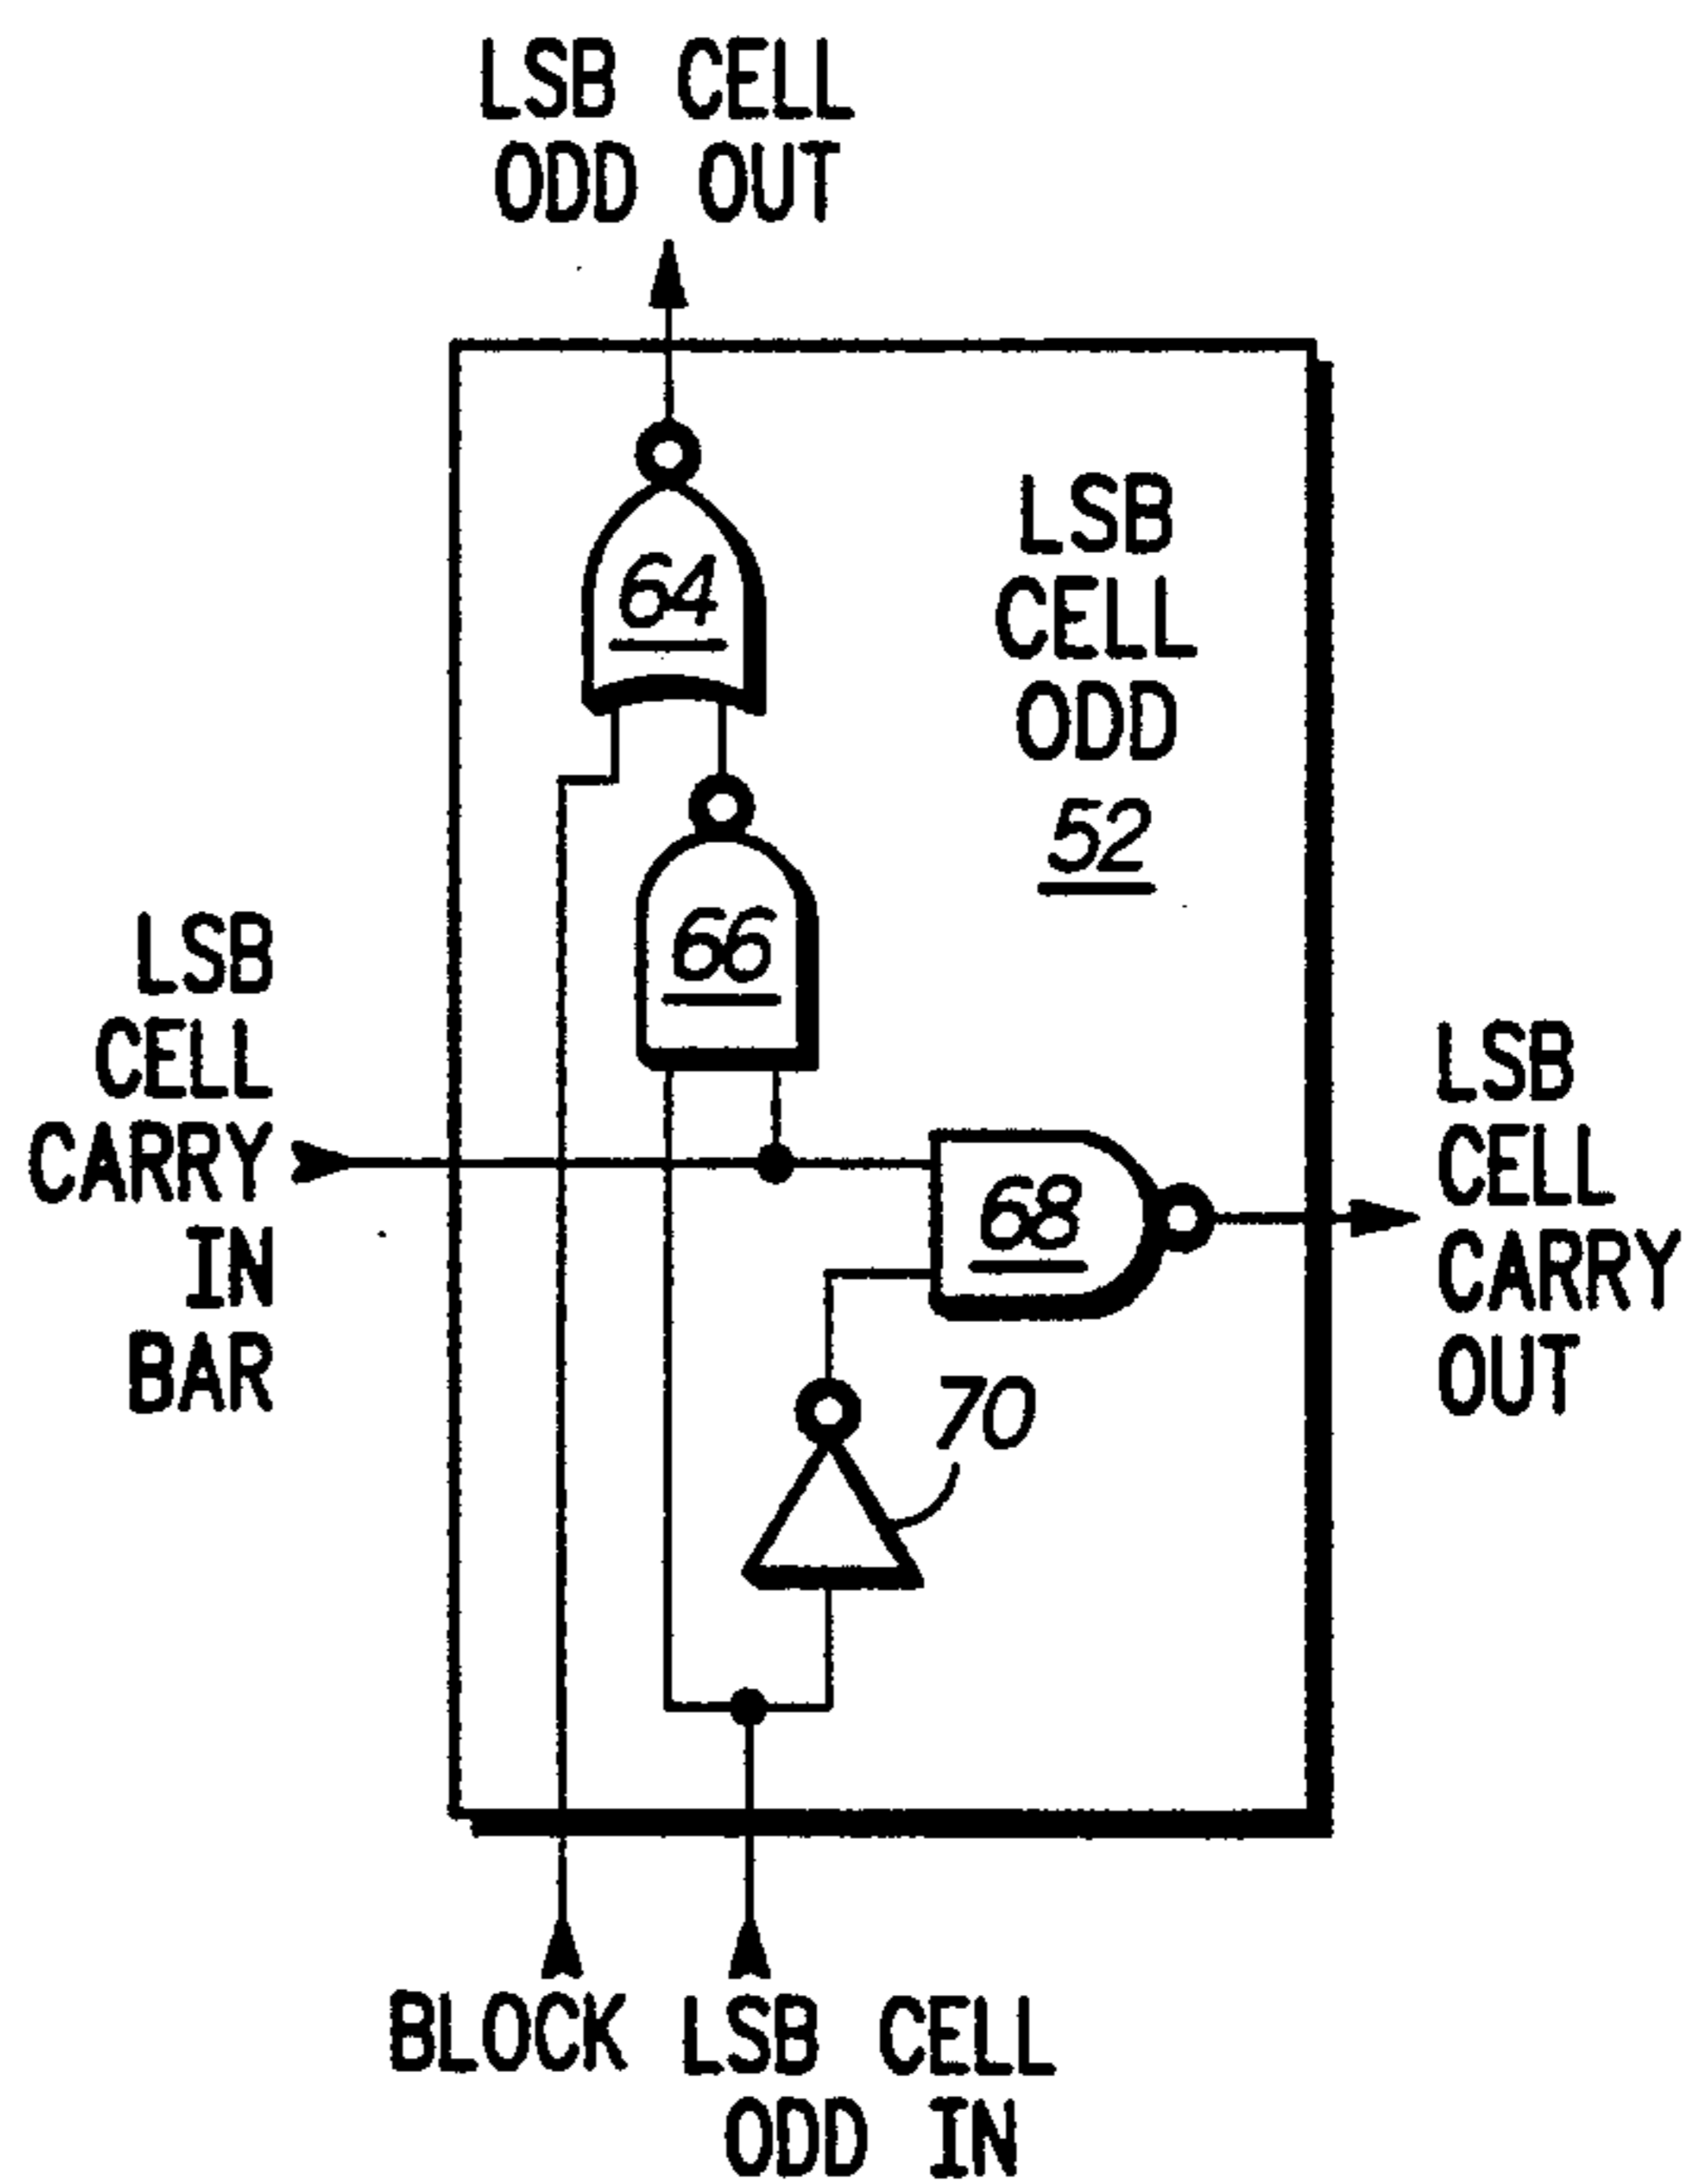 LSB CELL
ODD OUT
64
LSB
CELL
ODD
52
66
LSB
CELL
CARRY
IN
BAR
68
LSB
CELL
CARRY
OUT
70
BLOCK
LSB CELL
ODD IN